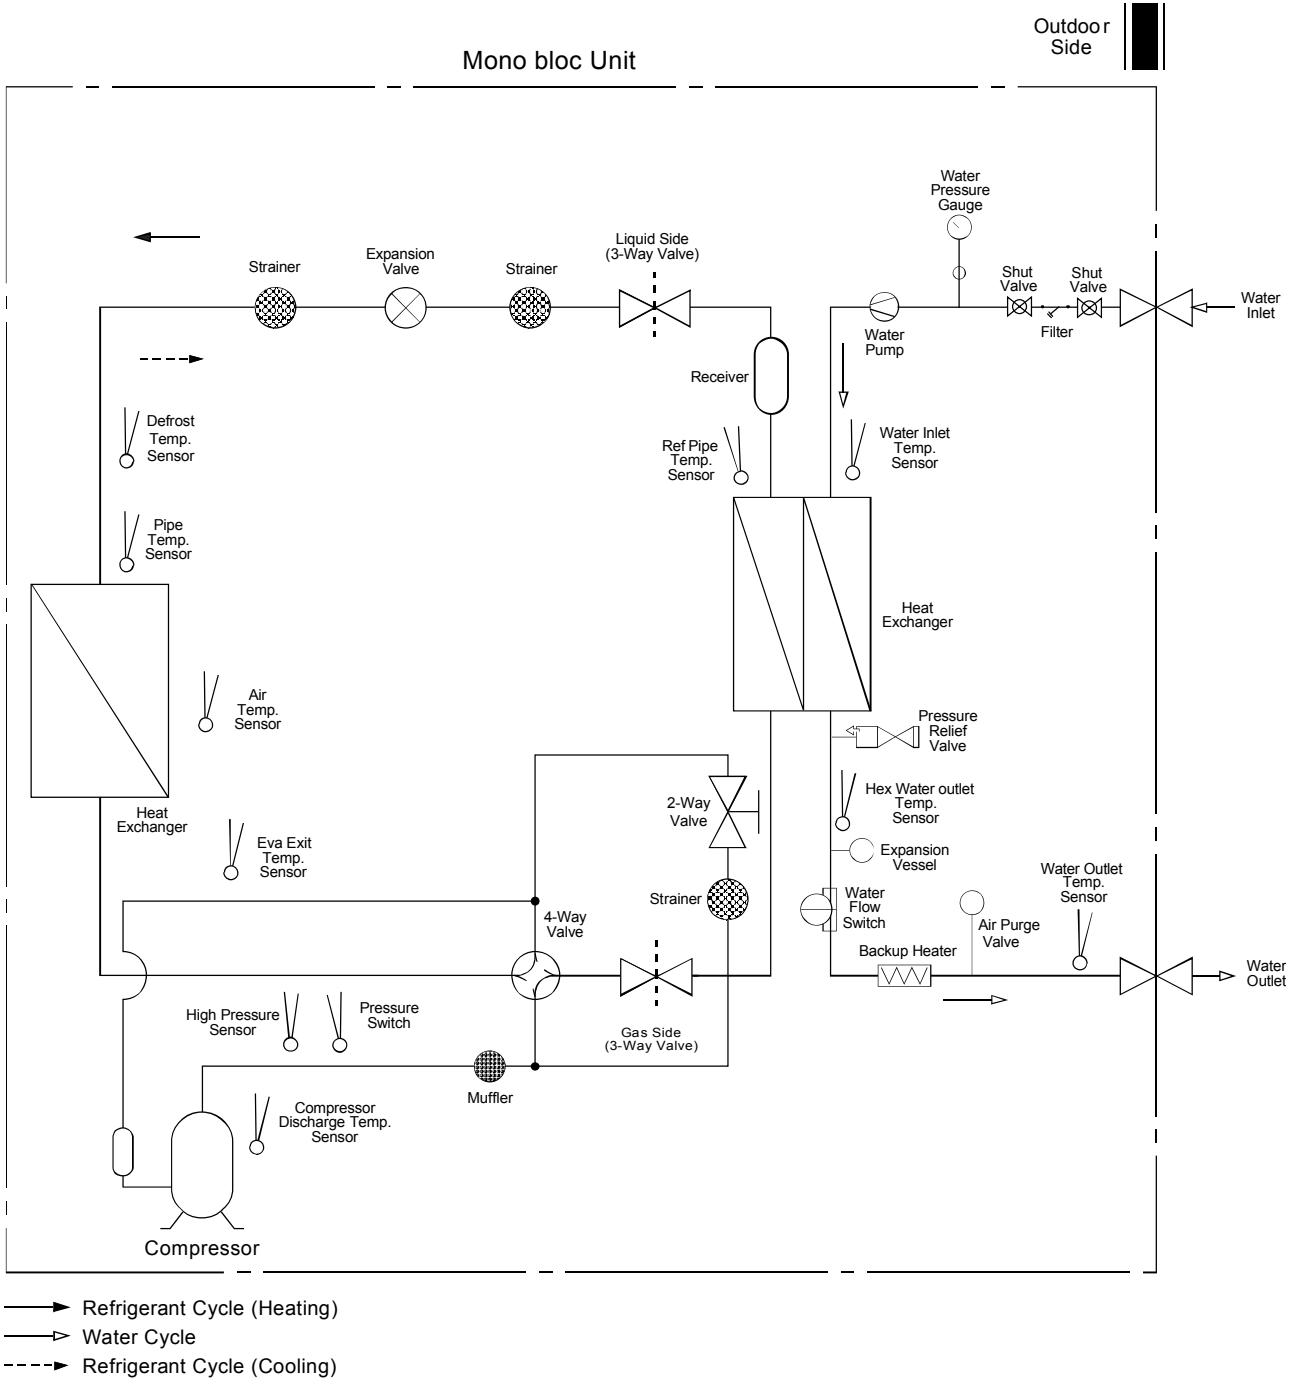 Outdoor
Side
Mono bloc Unit
Water
Pressure
Gauge
Liquid Side
(3-Way Valve)
Expansion
Valve
Strainer
Strainer
Shut
Valve
Shut
Valve
Water
Inlet
Filter
Water
Pump
Receiver
Defrost
Temp.
Sensor
Ref Pipe
Temp.
Sensor
Water Inlet
Temp.
Sensor
Pipe
Temp.
Sensor
Heat
Exchanger
Air
Temp.
Sensor
Pressure
Relief
Valve
Heat
Exchanger
2-Way
Valve
Hex Water outlet
Temp.
Sensor
Eva Exit
Temp.
Sensor
Expansion
Vessel
Water Outlet
Temp.
Sensor
Strainer
Water
Flow
Switch
4-Way
Valve
Air Purge
Valve
Backup Heater
Water
Outlet
High Pressure
Sensor
Pressure
Switch
Gas Side
(3-Way Valve)
Muffler
Compressor
Discharge Temp.
Sensor
Compressor
Refrigerant Cycle (Heating)
Water Cycle
Refrigerant Cycle (Cooling)